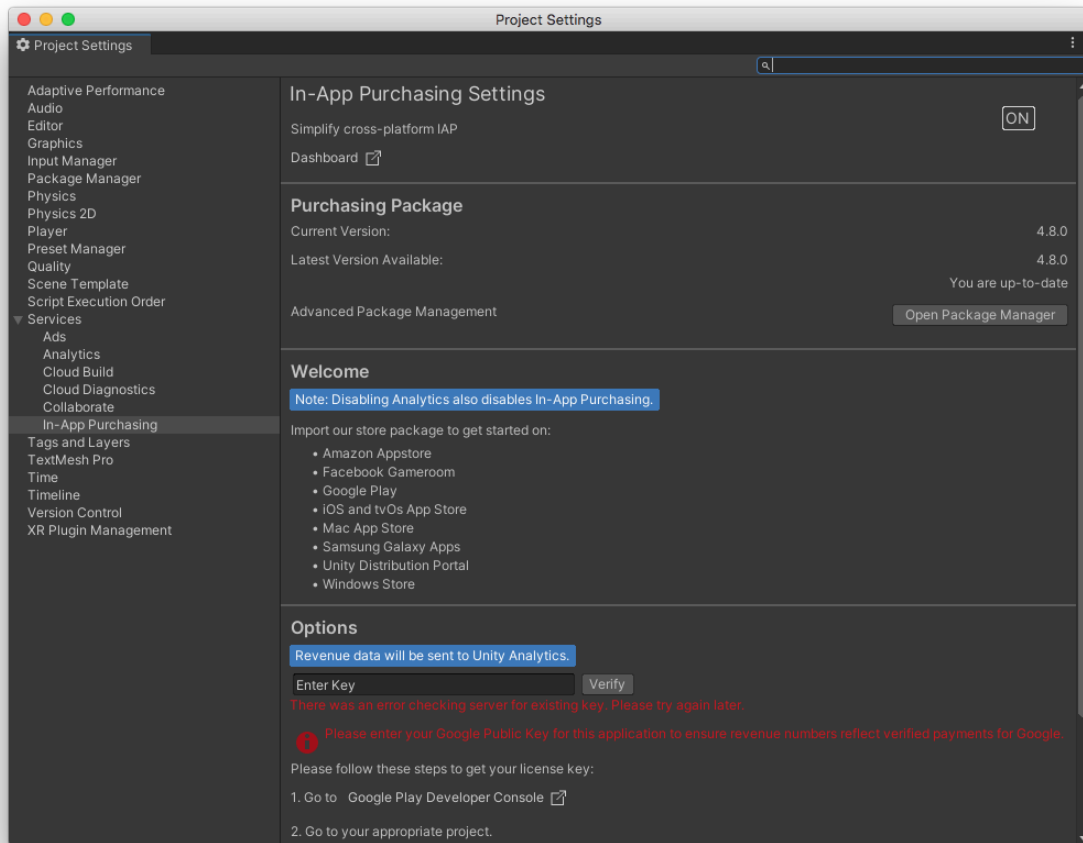 Project Settings
Project Settings
Adaptive Performance
Audio
Editor
Graphics
Input Manager
Package Manager
Physics
Physics 2D
Player
Preset Manager
Quality
Scene Template
Script Execution Order
Services
Ads
Analytics
Cloud Build
Cloud Diagnostics
Collaborate
In-App Purchasing
Tags and Layers
TextMesh Pro
Time
Timeline
Version Control
XR Plugin Management
In-App Purchasing Settings
ON
Simplify cross-platform IAP
Dashboard
Purchasing Package
Current Version: 4.8.0
Latest Version Available: 4.8.0
You are up-to-date
Advanced Package Management Open Package Manager
Welcome
Note: Disabling Analytics also disables In-App Purchasing.
Import our store package to get started on:
• Amazon Appstore
• Facebook Gameroom
• Google Play
• iOS and tvOs App Store
• Mac App Store
• Samsung Galaxy Apps
• Unity Distribution Portal
• Windows Store
Options
Revenue data will be sent to Unity Analytics.
Enter Key Verify
There was an error checking server for existing key. Please try again later.
Please enter your Google Public Key for this application to ensure revenue numbers reflect verified payments for Google.
Please follow these steps to get your license key:
1. Go to Google Play Developer Console
2. Go to your appropriate project.